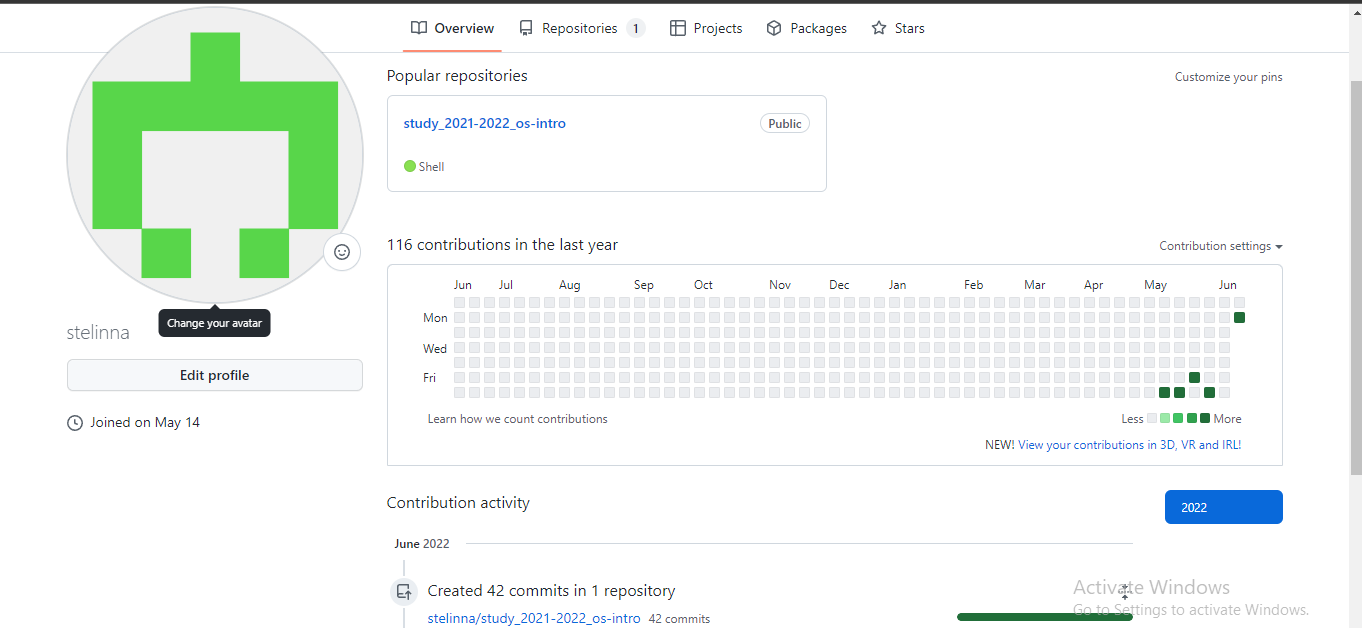 Overview Repositories 1 Projects Packages Stars
Popular repositories Customize your pins
study_2021-2022_os-intro Public
Shell
116 contributions in the last year Contribution settings
Jun Jul Aug Sep Oct Nov Dec Jan Feb Mar Apr May Jun
Mon
Wed
Fri
Learn how we count contributions Less More
NEW! View your contributions in 3D, VR and IRL!
Change your avatar
stelinna
Edit profile
Joined on May 14
Contribution activity 2022
June 2022
Created 42 commits in 1 repository
stelinna/study_2021-2022_os-intro 42 commits
Activate Windows
Go to Settings to activate Windows.